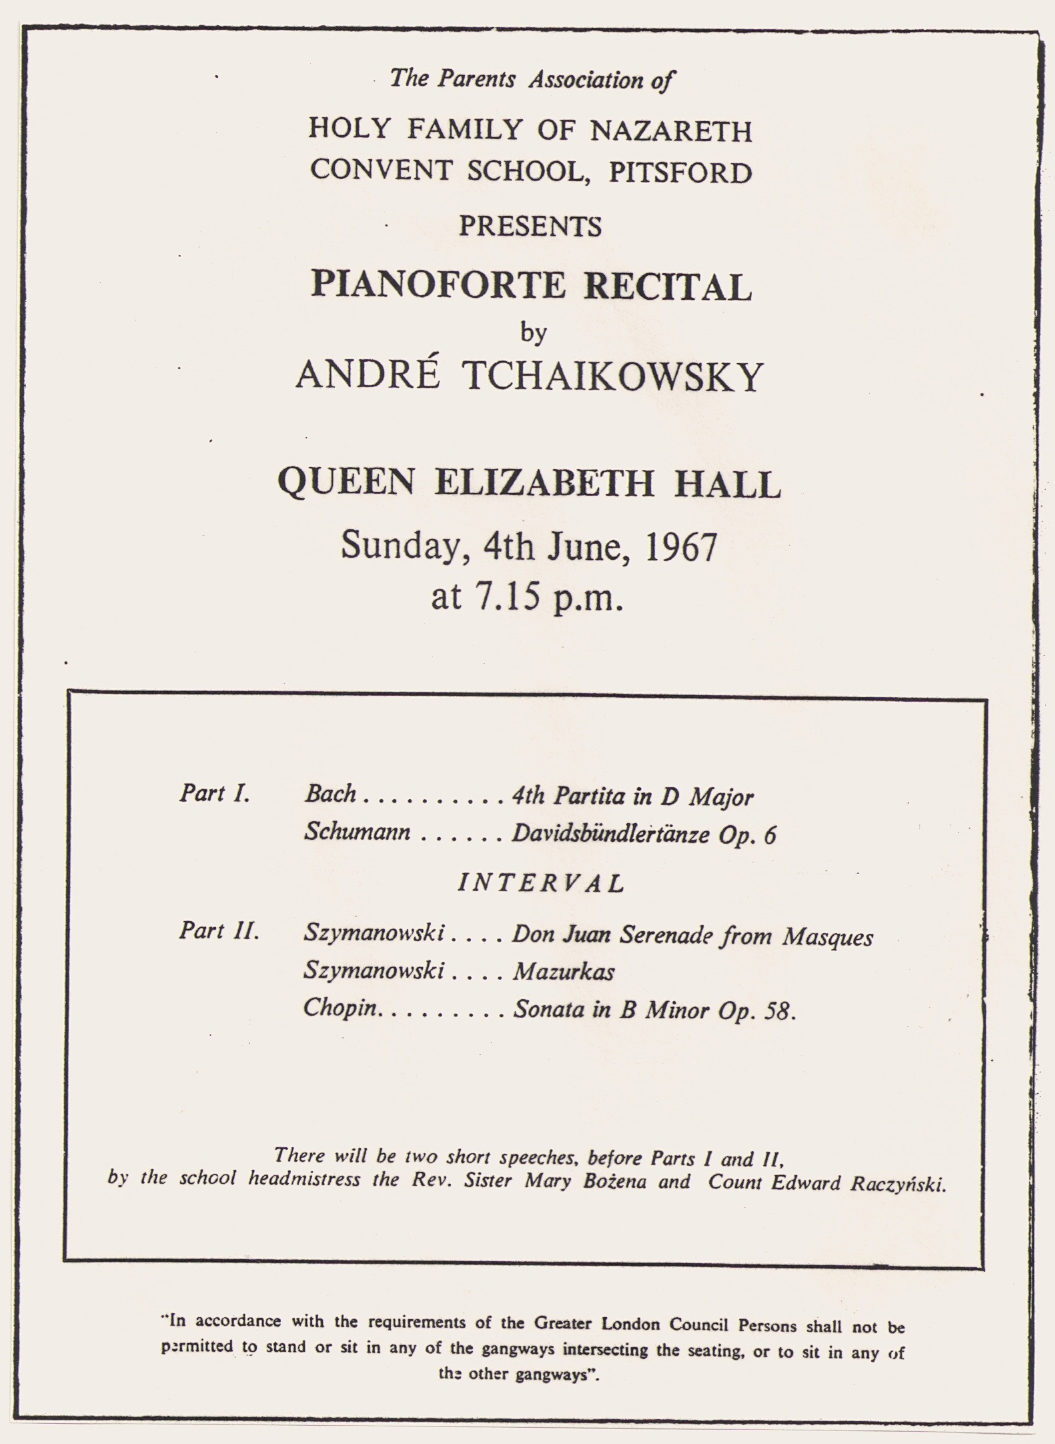 The Parents Association of
HOLY FAMILY OF NAZARETH
CONVENT SCHOOL, PITSFORD
PRESENTS
PIANOFORTE RECITAL
by
ANDRÉ TCHAIKOWSKY
QUEEN ELIZABETH HALL
Sunday, 4th June, 1967
at 7.15 p.m.
Part I. Bach . . . . . . . . . . 4th Partita in D Major
Schumann . . . . . . Davidsbündlertänze Op. 6
INTERVAL
Part II. Szymanowski . . . . Don Juan Serenade from Masques
Szymanowski . . . . Mazurkas
Chopin. . . . . . . . . Sonata in B Minor Op. 58.
There will be two short speeches, before Parts I and II,
by the school headmistress the Rev. Sister Mary Bożena and Count Edward Raczyński.
"In accordance with the requirements of the Greater London Council Persons shall not be
permitted to stand or sit in any of the gangways intersecting the seating, or to sit in any of
the other gangways".